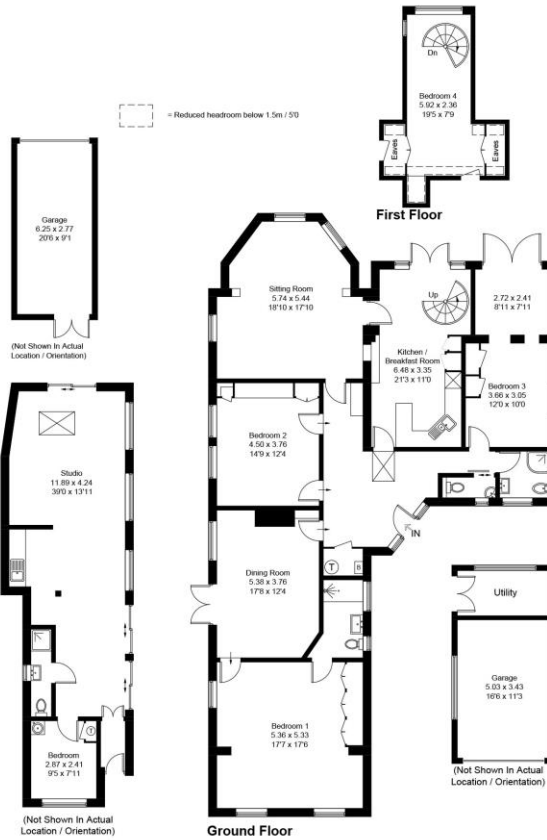 Dn
Bedroom 4
5.92 x 2.36
19'5 x 7'9
Eaves
Eaves
First Floor
= Reduced headroom below 1.5m / 5'0
Garage
6.25 x 2.77
20'6 x 9'1
(Not Shown In Actual
Location / Orientation)
Sitting Room
5.74 x 5.44
18'10 x 17'10
Up
Kitchen /
Breakfast Room
6.48 x 3.35
21'3 x 11'0
2.72 x 2.41
8'11 x 7'11
Bedroom 3
3.66 x 3.05
12'0 x 10'0
Bedroom 2
4.50 x 3.76
14'9 x 12'4
Studio
11.89 x 4.24
39'0 x 13'11
IN
Dining Room
5.38 x 3.76
17'8 x 12'4
T
B
Utility
Garage
5.03 x 3.43
16'6 x 11'3
(Not Shown In Actual
Location / Orientation)
Bedroom 1
5.36 x 5.33
17'7 x 17'6
T
Bedroom
2.87 x 2.41
9'5 x 7'11
(Not Shown In Actual
Location / Orientation)
Ground Floor